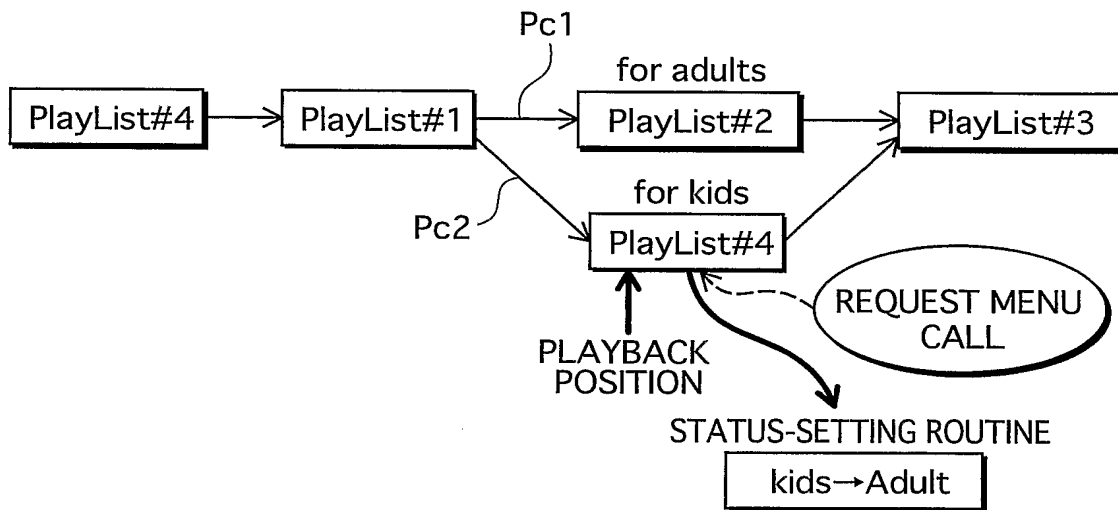 Pc1
for adults
PlayList#4
PlayList#1
PlayList#2
PlayList#3
for kids
Pc2
PlayList#4
REQUEST MENU
CALL
PLAYBACK
POSITION
STATUS-SETTING ROUTINE
kids→Adult